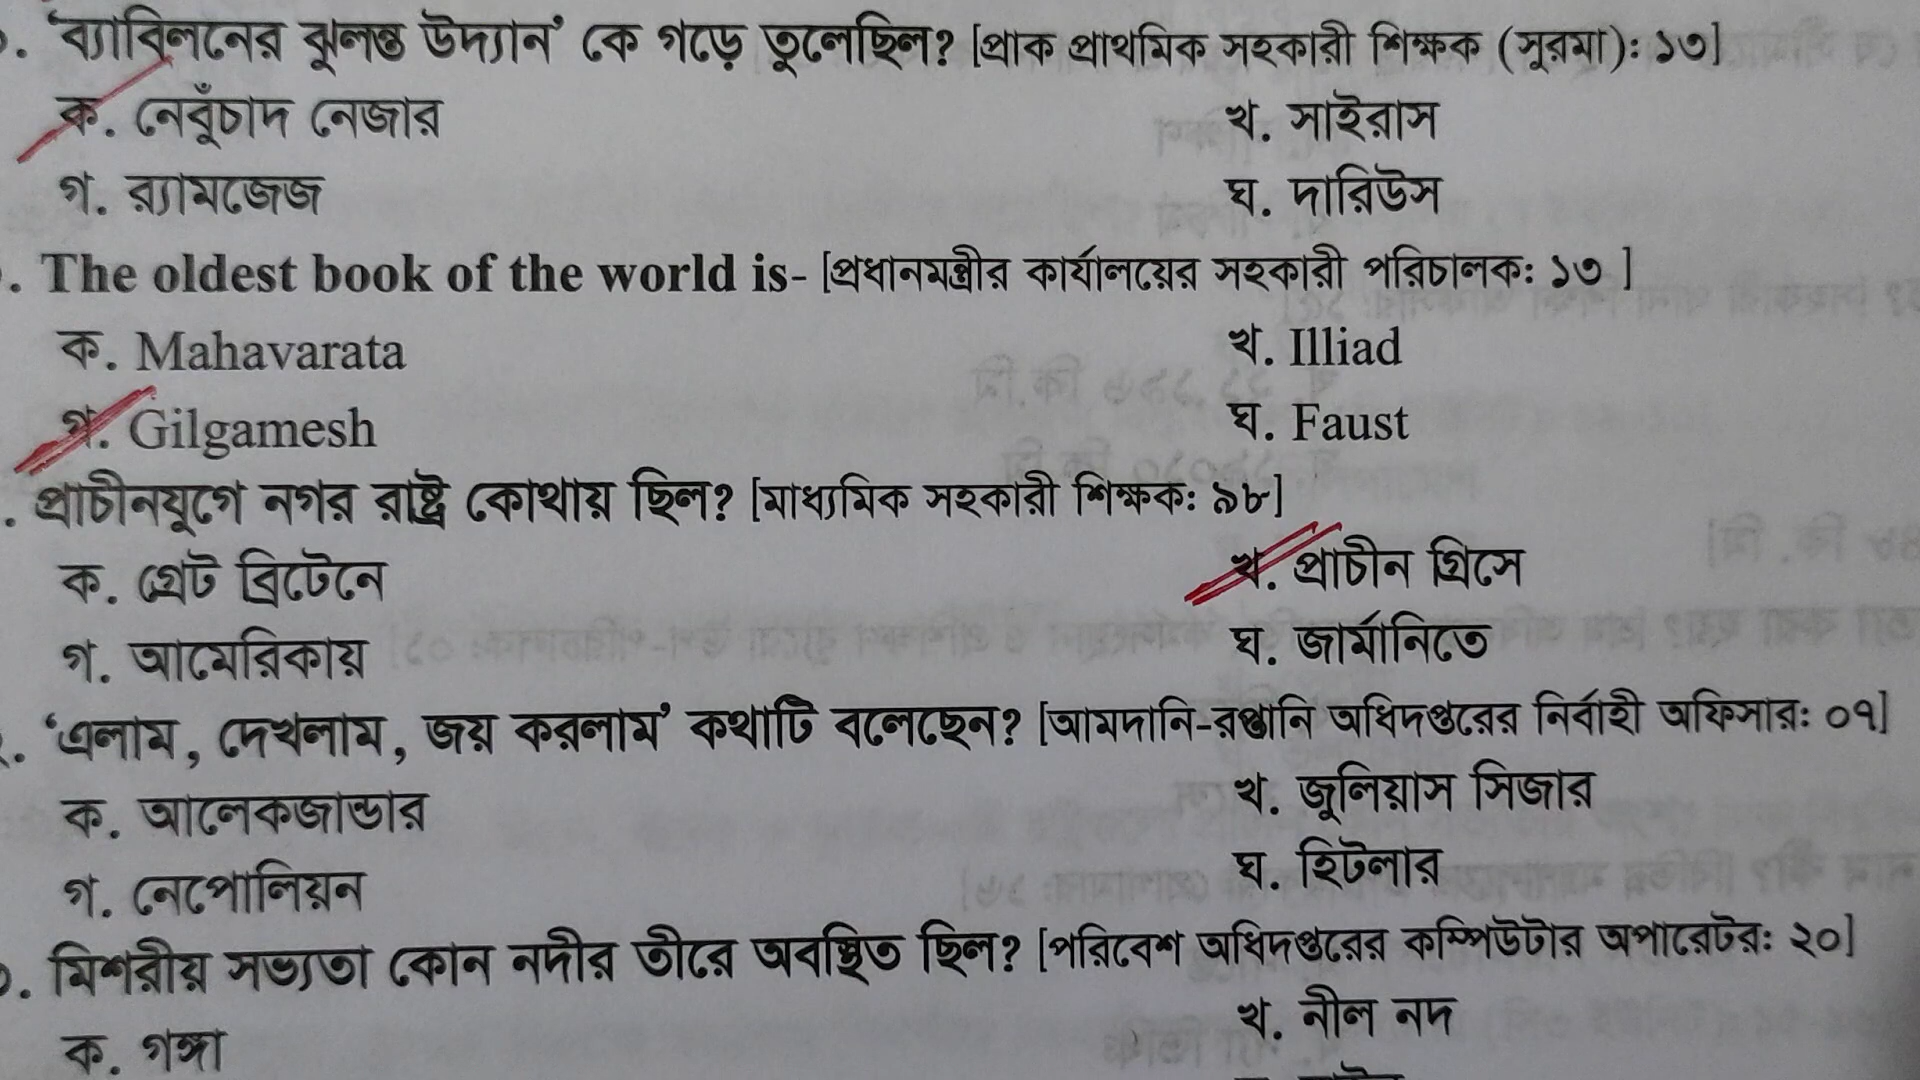 . ‘ব্যাবিলনের ঝুলন্ত উদ্যান’ কে গড়ে তুলেছিল? [প্রাক প্রাথমিক সহকারী শিক্ষক (সুরমা): ১৩]
ক. নেবুঁচাদ নেজার খ. সাইরাস
গ. র‍্যামজেজ ঘ. দারিউস
. The oldest book of the world is- [প্রধানমন্ত্রীর কার্যালয়ের সহকারী পরিচালক: ১৩ ]
ক. Mahavarata খ. Illiad
গ. Gilgamesh ঘ. Faust
. প্রাচীনযুগে নগর রাষ্ট্র কোথায় ছিল? [মাধ্যমিক সহকারী শিক্ষক: ৯৮]
ক. গ্রেট ব্রিটেনে খ. প্রাচীন গ্রিসে
গ. আমেরিকায় ঘ. জার্মানিতে
. ‘এলাম, দেখলাম, জয় করলাম’ কথাটি বলেছেন? [আমদানি-রপ্তানি অধিদপ্তরের নির্বাহী অফিসার: ০৭]
ক. আলেকজান্ডার খ. জুলিয়াস সিজার
গ. নেপোলিয়ন ঘ. হিটলার
. মিশরীয় সভ্যতা কোন নদীর তীরে অবস্থিত ছিল? [পরিবেশ অধিদপ্তরের কম্পিউটার অপারেটর: ২০]
ক. গঙ্গা খ. নীল নদ